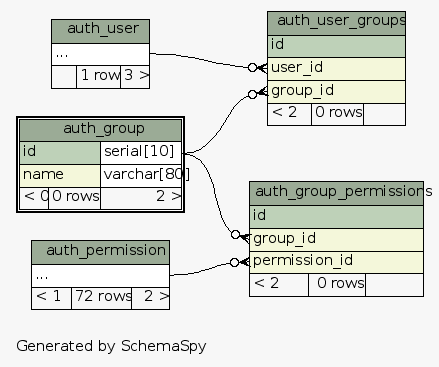 auth_user
...
1 row 3 >
auth_user_groups
id
user_id
group_id
< 2 0 rows
auth_group
id serial[10]
name varchar[80]
< 0 0 rows 2 >
auth_group_permissions
id
group_id
permission_id
< 2 0 rows
auth_permission
...
< 1 72 rows 2 >
Generated by SchemaSpy